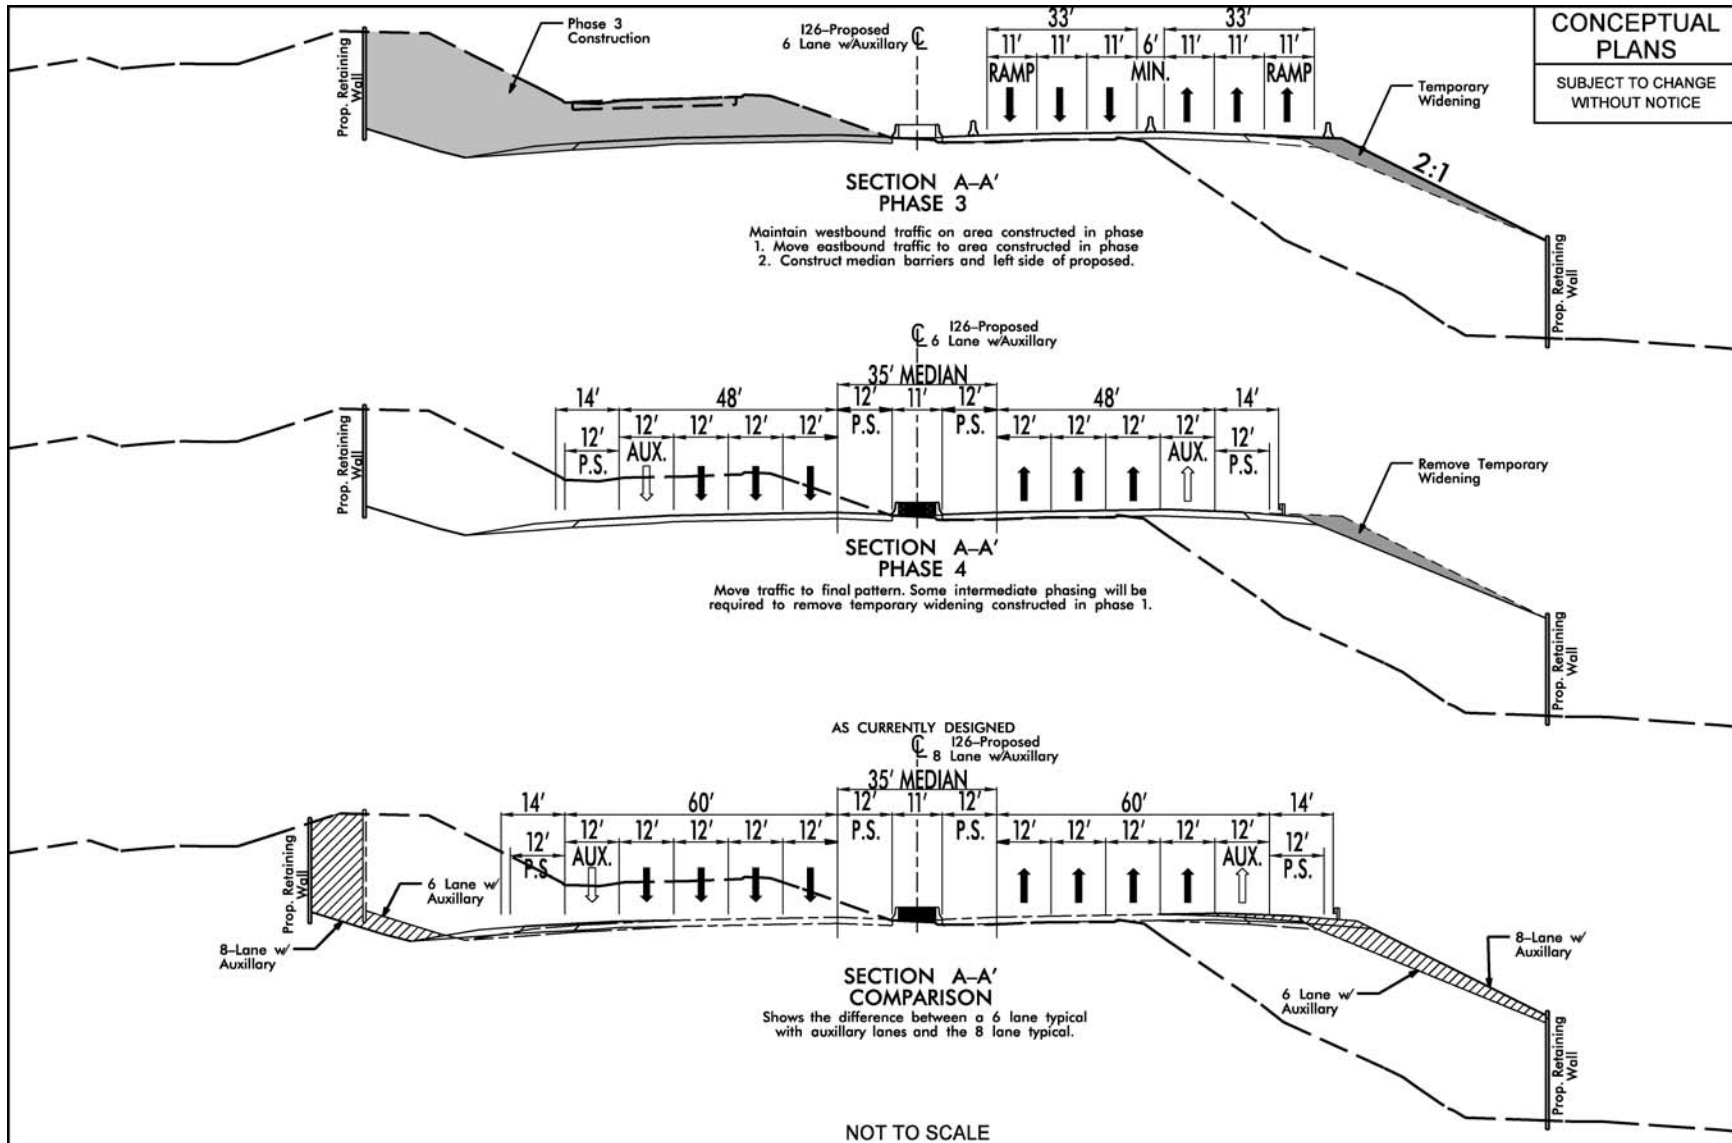 CONCEPTUAL
PLANS
SUBJECT TO CHANGE
WITHOUT NOTICE
Phase 3
Construction
I26-Proposed
6 Lane w/Auxillary
℄
33'
33'
11' 11' 11' 6' 11' 11' 11'
RAMP MIN. RAMP
Temporary
Widening
2:1
Prop. Retaining
Wall
Prop. Retaining
Wall
SECTION A-A'
PHASE 3
Maintain westbound traffic on area constructed in phase
1. Move eastbound traffic to area constructed in phase
2. Construct median barriers and left side of proposed.
℄
I26-Proposed
6 Lane w/Auxillary
35' MEDIAN
14' 48' 12' 11' 12' 48' 14'
P.S. P.S.
12' 12' 12' 12' 12' 12' 12' 12' 12' 12'
P.S. AUX. AUX. P.S.
Remove Temporary
Widening
Prop. Retaining
Wall
Prop. Retaining
Wall
SECTION A-A'
PHASE 4
Move traffic to final pattern. Some intermediate phasing will be
required to remove temporary widening constructed in phase 1.
AS CURRENTLY DESIGNED
℄
I26-Proposed
8 Lane w/Auxillary
35' MEDIAN
14' 60' 12' 11' 12' 60' 14'
P.S. P.S.
12' 12' 12' 12' 12' 12' 12' 12' 12' 12' 12' 12'
P.S AUX. AUX. P.S.
Prop. Retaining
Wall
6 Lane w/
Auxillary
8-Lane w/
Auxillary
8-Lane w/
Auxillary
6 Lane w/
Auxillary
Prop. Retaining
Wall
SECTION A-A'
COMPARISON
Shows the difference between a 6 lane typical
with auxillary lanes and the 8 lane typical.
NOT TO SCALE